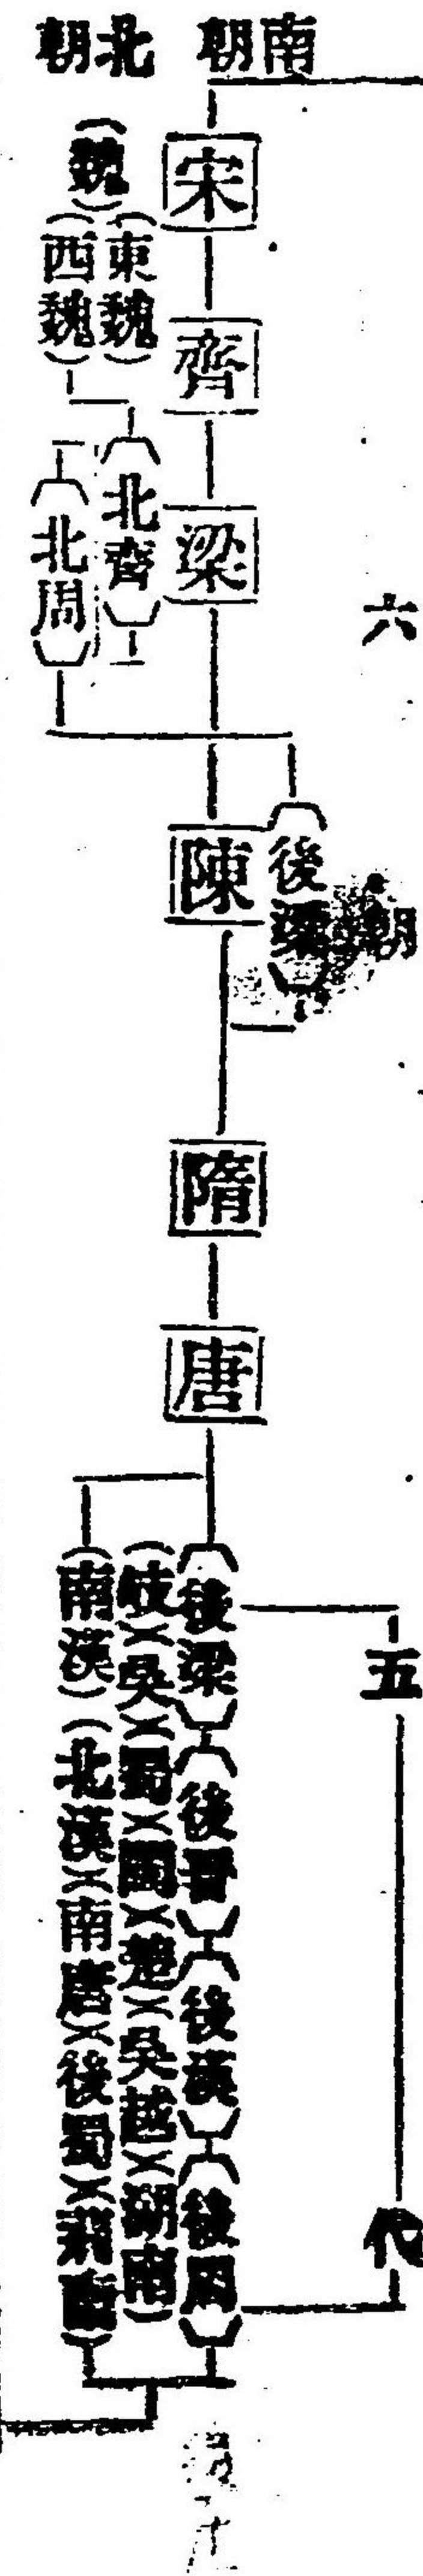 六朝
五代
南朝
北朝
宋
齊
梁
(後梁)
陳
隋
唐
(魏)
(東魏)
(西魏)
(北齊)
(北周)
(後梁)(後晉)(後漢)(後周)
(岐)(吳)(蜀)(閩)(楚)(吳越)(湖南)
(南漢)(北漢)(南唐)(後蜀)(荊南)